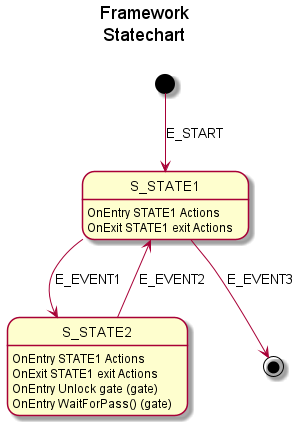 Framework
Statechart
E_START
S_STATE1
OnEntry STATE1 Actions
OnExit STATE1 exit Actions
E_EVENT1
E_EVENT2
E_EVENT3
S_STATE2
OnEntry STATE1 Actions
OnExit STATE1 exit Actions
OnEntry Unlock gate (gate)
OnEntry WaitForPass() (gate)